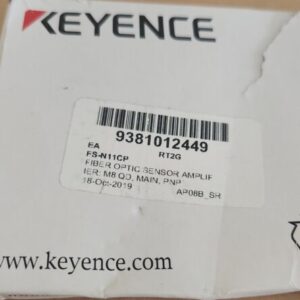 KEYENCE
9381012449
EA RT2G
FS-N11CP
FIBER OPTIC SENSOR AMPLIF
IER: M8 QD, MAIN, PNP
18-Oct-2019 AP08B_SR
www.keyence.com